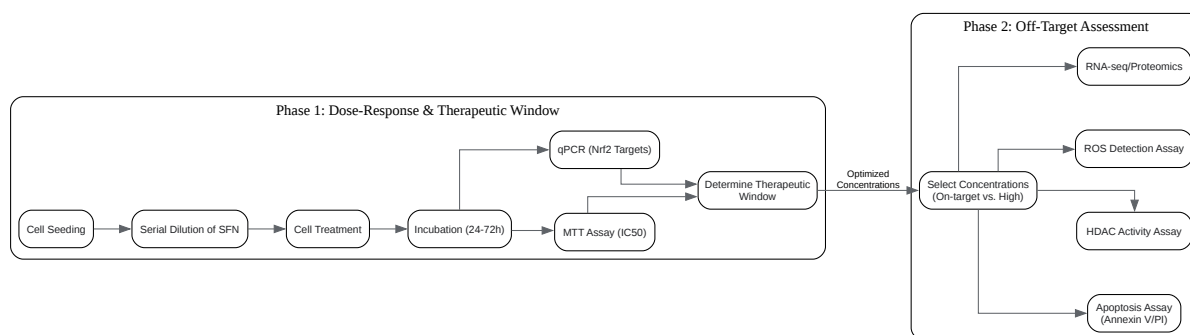 Phase 1: Dose-Response & Therapeutic Window
Cell Seeding
Serial Dilution of SFN
Cell Treatment
Incubation (24-72h)
qPCR (Nrf2 Targets)
MTT Assay (IC50)
Determine Therapeutic
Window
Optimized
Concentrations
Phase 2: Off-Target Assessment
Select Concentrations
(On-target vs. High)
RNA-seq/Proteomics
ROS Detection Assay
HDAC Activity Assay
Apoptosis Assay
(Annexin V/PI)